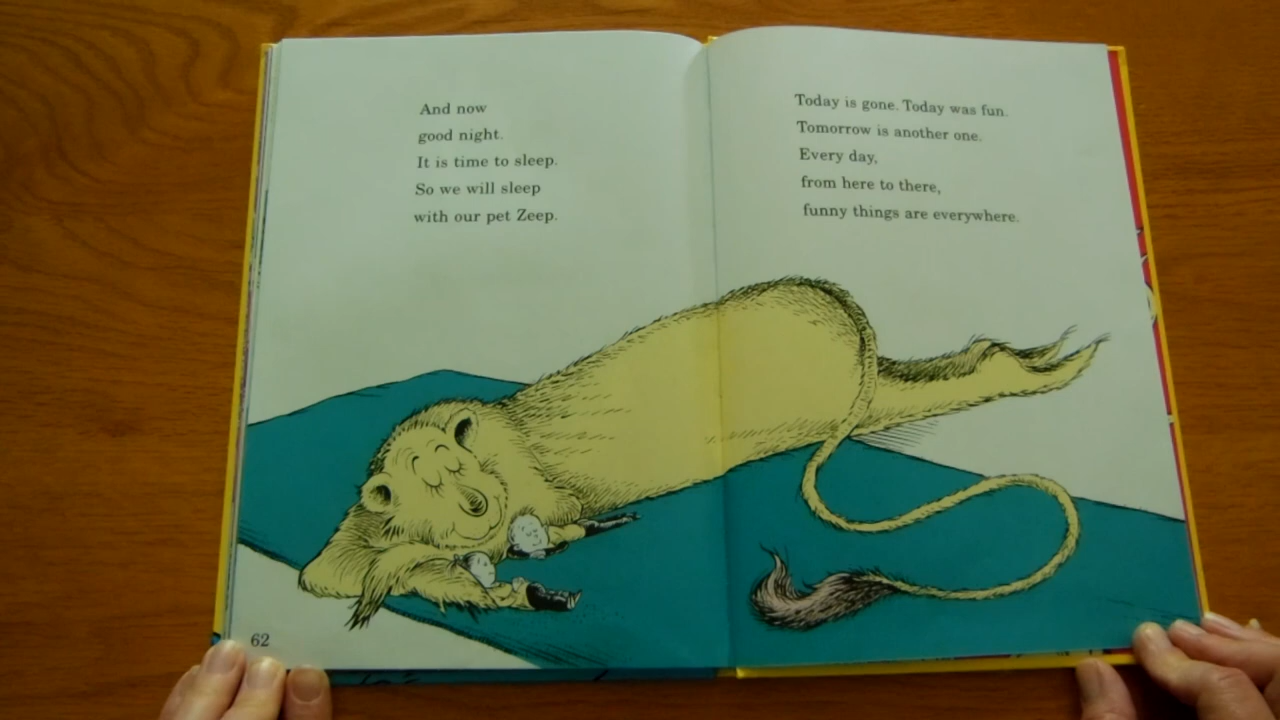 And now
good night.
It is time to sleep.
So we will sleep
with our pet Zeep.
62
Today is gone. Today was fun.
Tomorrow is another one.
Every day,
from here to there,
funny things are everywhere.